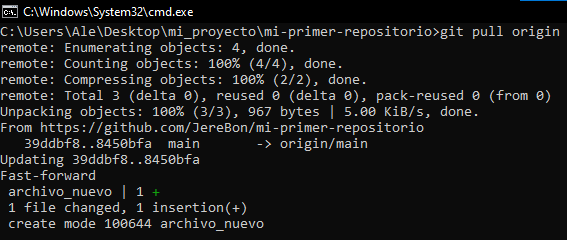 C:\Windows\System32\cmd.exe
C:\Users\Ale\Desktop\mi_proyecto\mi-primer-repositorio>git pull origin
remote: Enumerating objects: 4, done.
remote: Counting objects: 100% (4/4), done.
remote: Compressing objects: 100% (2/2), done.
remote: Total 3 (delta 0), reused 0 (delta 0), pack-reused 0 (from 0)
Unpacking objects: 100% (3/3), 967 bytes | 5.00 KiB/s, done.
From https://github.com/JereBon/mi-primer-repositorio
   39ddbf8..8450bfa  main       -> origin/main
Updating 39ddbf8..8450bfa
Fast-forward
 archivo_nuevo | 1 +
 1 file changed, 1 insertion(+)
 create mode 100644 archivo_nuevo